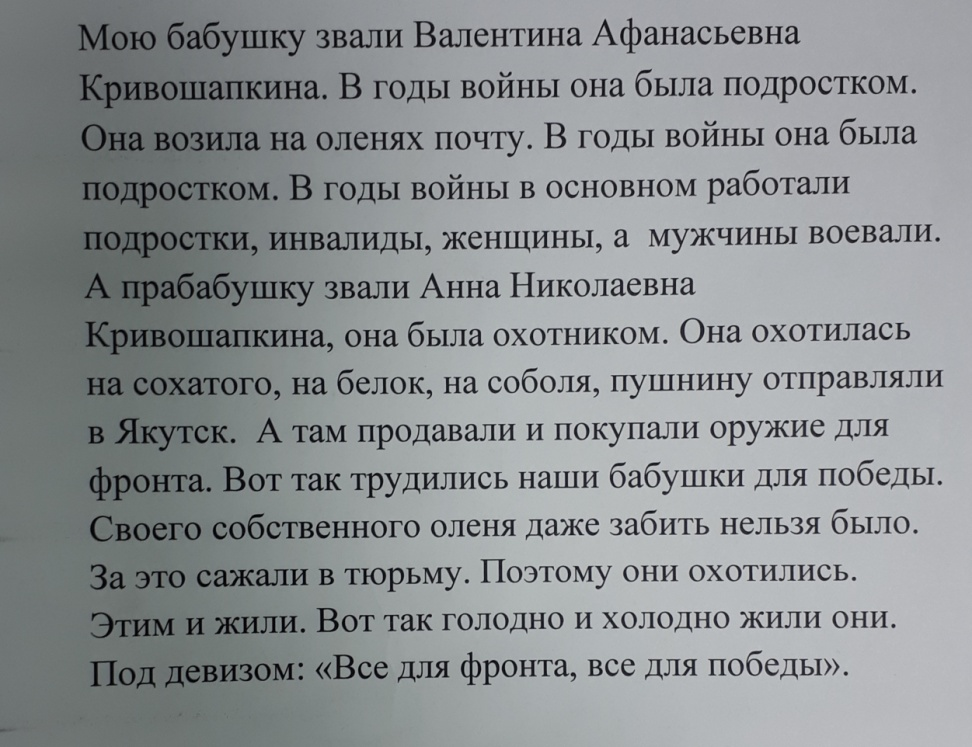 Мою бабушку звали Валентина Афанасьевна
Кривошапкина. В годы войны она была подростком.
Она возила на оленях почту. В годы войны она была
подростком. В годы войны в основном работали
подростки, инвалиды, женщины, а  мужчины воевали.
А прабабушку звали Анна Николаевна
Кривошапкина, она была охотником. Она охотилась
на сохатого, на белок, на соболя, пушнину отправляли
в Якутск.  А там продавали и покупали оружие для
фронта. Вот так трудились наши бабушки для победы.
Своего собственного оленя даже забить нельзя было.
За это сажали в тюрьму. Поэтому они охотились.
Этим и жили. Вот так голодно и холодно жили они.
Под девизом: «Все для фронта, все для победы».